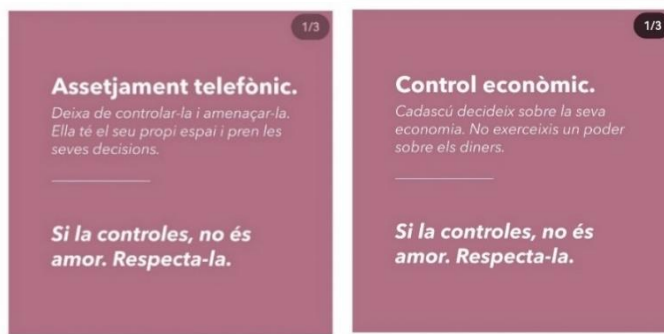 1/3
Assetjament telefònic.
Deixa de controlar-la i amenaçar-la.
Ella té el seu propi espai i pren les
seves decisions.
Si la controles, no és
amor. Respecta-la.
1/3
Control econòmic.
Cadascú decideix sobre la seva
economia. No exerceixis un poder
sobre els diners.
Si la controles, no és
amor. Respecta-la.